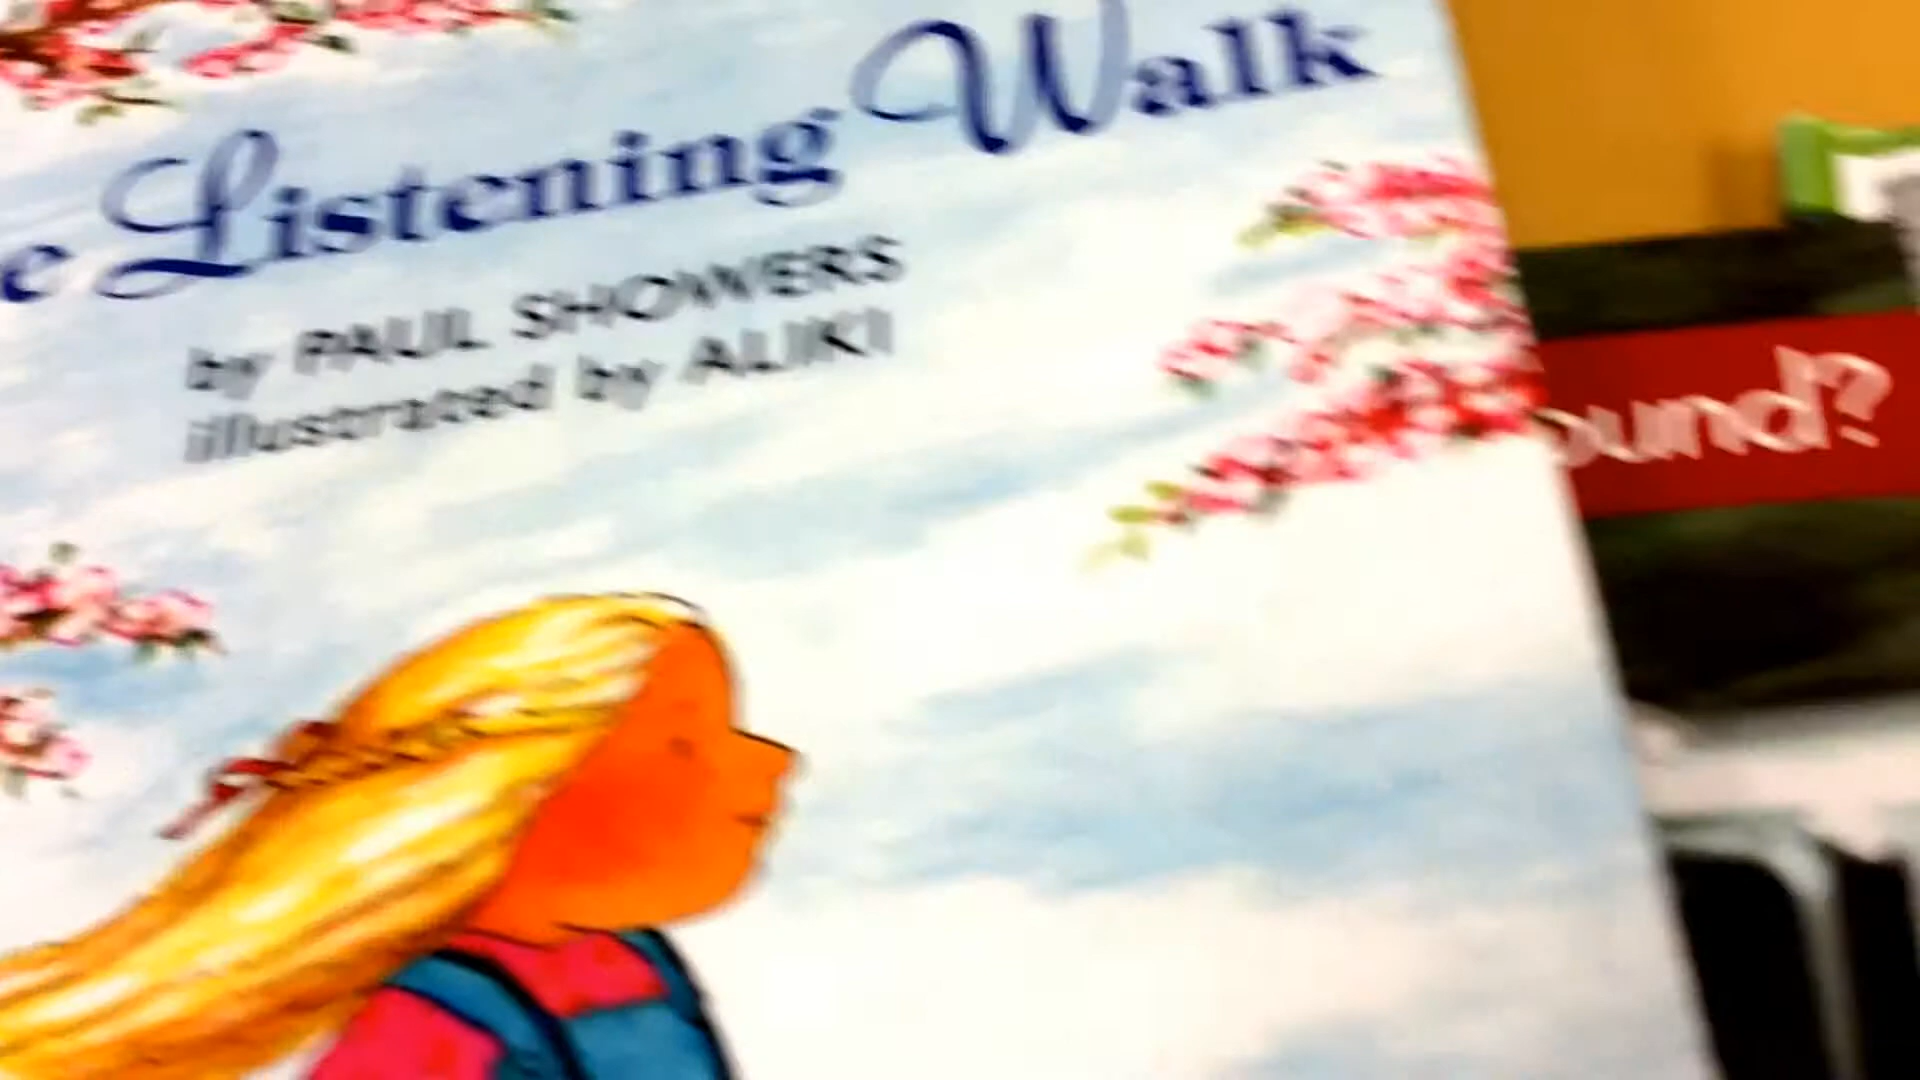 e Listening Walk
by PAUL SHOWERS
illustrated by ALIKI
ound?